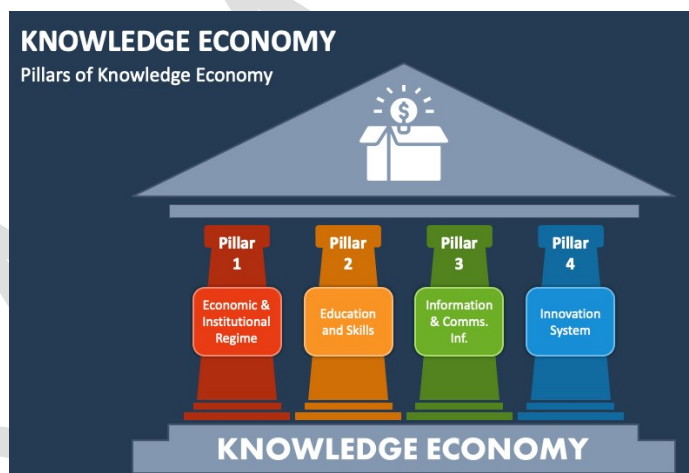 KNOWLEDGE ECONOMY
Pillars of Knowledge Economy
$
Pillar
1
Economic &
Institutional
Regime
Pillar
2
Education
and Skills
Pillar
3
Information
& Comms.
Inf.
Pillar
4
Innovation
System
KNOWLEDGE ECONOMY